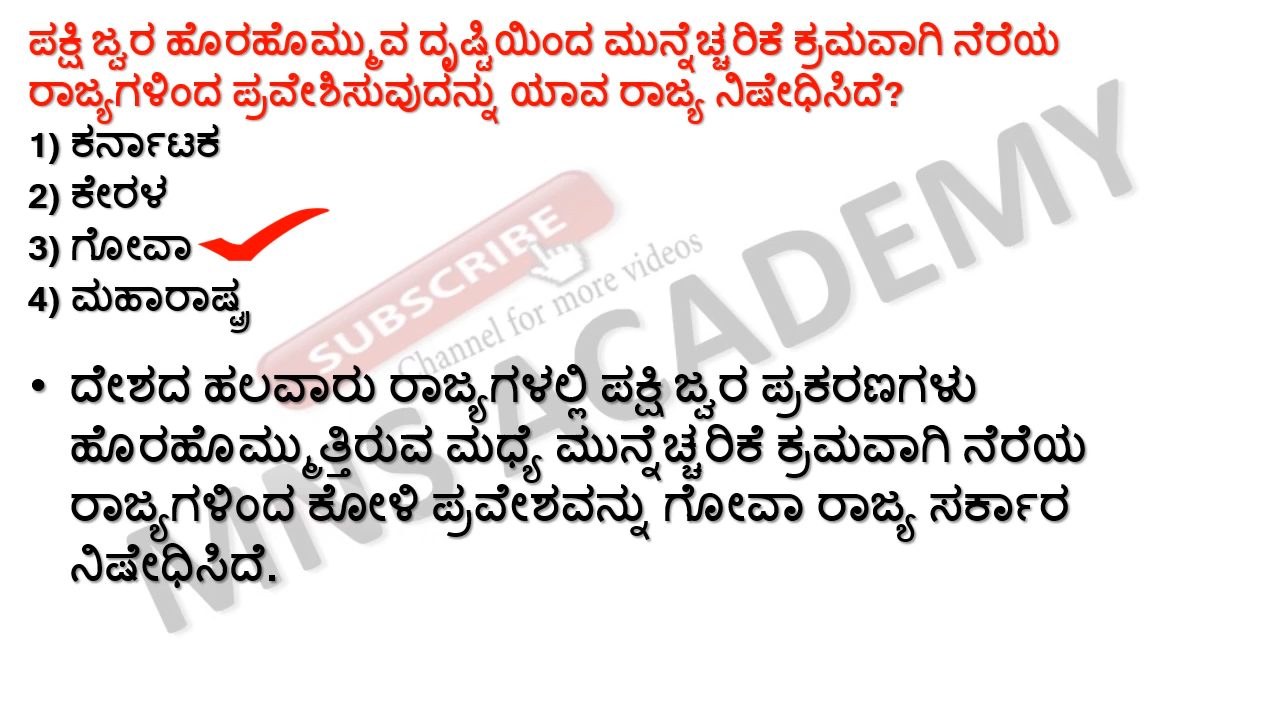 ಪಕ್ಷಿ ಜ್ವರ ಹೊರಹೊಮ್ಮುವ ದೃಷ್ಟಿಯಿಂದ ಮುನ್ನೆಚ್ಚರಿಕೆ ಕ್ರಮವಾಗಿ ನೆರೆಯ
ರಾಜ್ಯಗಳಿಂದ ಪ್ರವೇಶಿಸುವುದನ್ನು ಯಾವ ರಾಜ್ಯ ನಿಷೇಧಿಸಿದೆ?
1) ಕರ್ನಾಟಕ
2) ಕೇರಳ
3) ಗೋವಾ
4) ಮಹಾರಾಷ್ಟ್ರ
• ದೇಶದ ಹಲವಾರು ರಾಜ್ಯಗಳಲ್ಲಿ ಪಕ್ಷಿ ಜ್ವರ ಪ್ರಕರಣಗಳು
ಹೊರಹೊಮ್ಮುತ್ತಿರುವ ಮಧ್ಯೆ ಮುನ್ನೆಚ್ಚರಿಕೆ ಕ್ರಮವಾಗಿ ನೆರೆಯ
ರಾಜ್ಯಗಳಿಂದ ಕೋಳಿ ಪ್ರವೇಶವನ್ನು ಗೋವಾ ರಾಜ್ಯ ಸರ್ಕಾರ
ನಿಷೇಧಿಸಿದೆ.
SUBSCRIBE
Channel for more videos
MNS ACADEMY